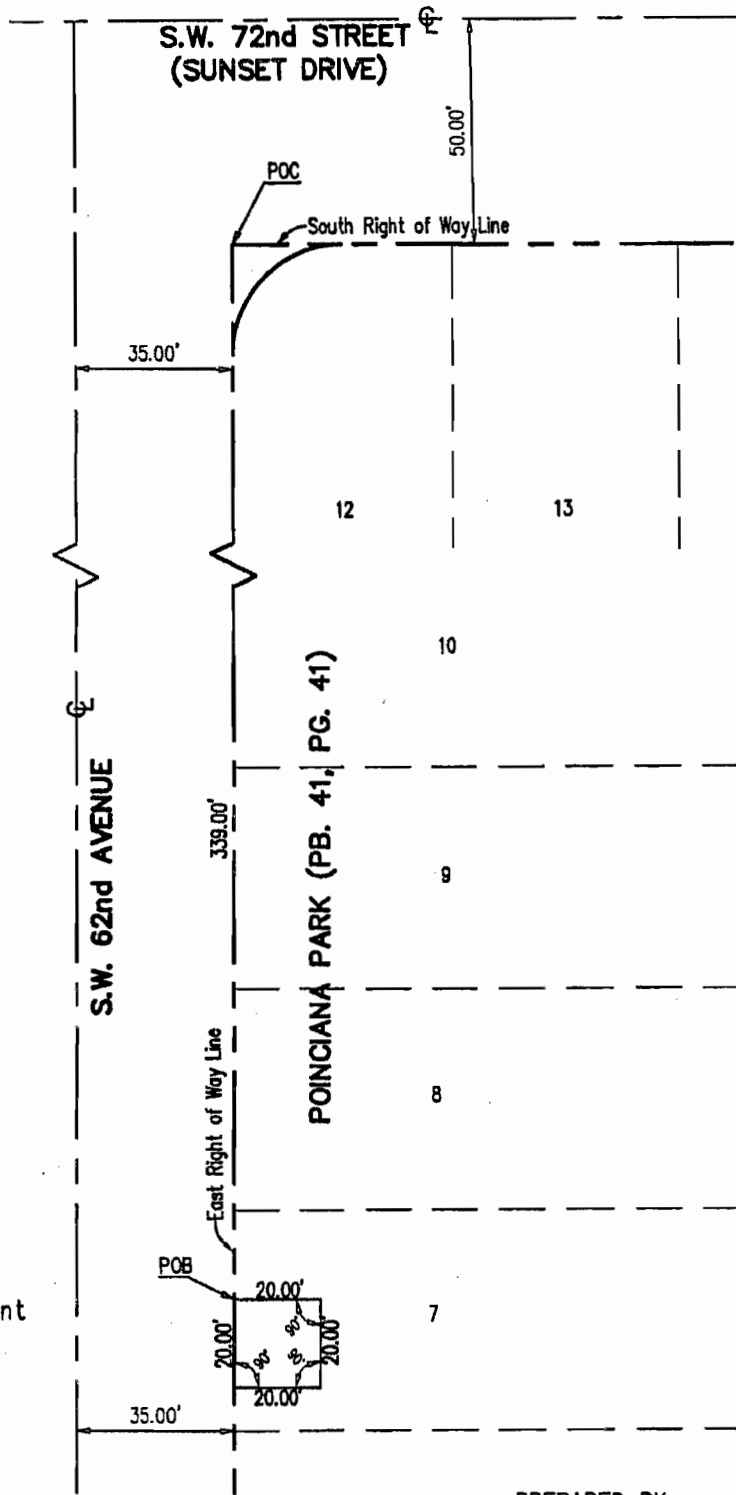 S.W. 72nd STREET
(SUNSET DRIVE)
℄
50.00'
POC
South Right of Way Line
35.00'
12
13
10
℄
S.W. 62nd AVENUE
339.00'
POINCIANA PARK (PB. 41, PG. 41)
9
8
East Right of Way Line
POB
20.00'
nt
7
90°
20.00'
20.00'
90°
90°
20.00'
35.00'
PREPARED BY